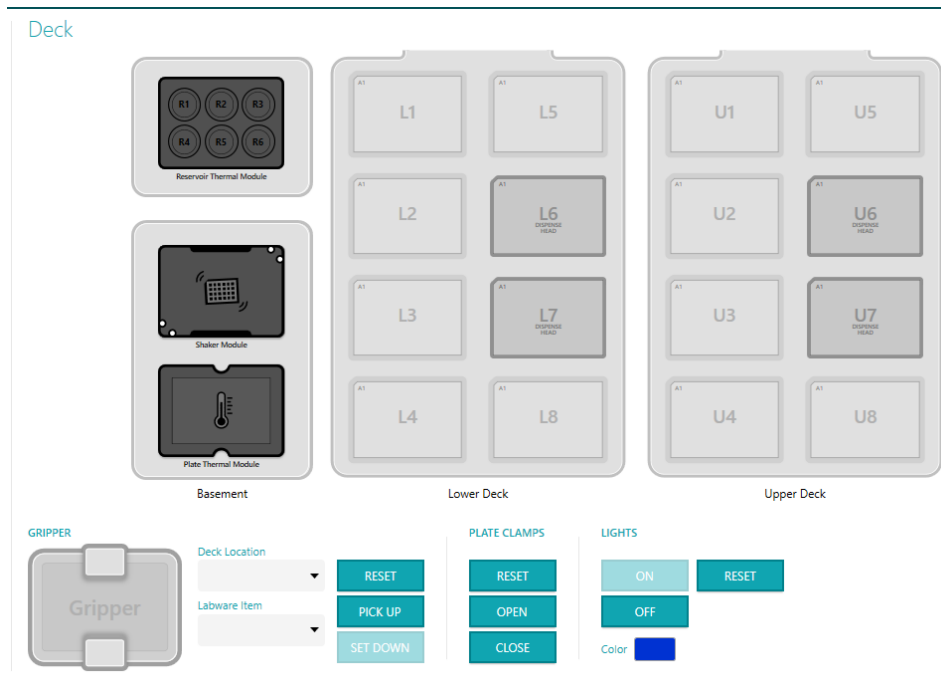 Deck
R1 R2 R3
R4 R5 R6
Reservoir Thermal Module
Shaker Module
Plate Thermal Module
Basement
A1 L1
A1 L5
A1 L2
A1 L6
DISPENSE
HEAD
A1 L3
A1 L7
DISPENSE
HEAD
A1 L4
A1 L8
Lower Deck
A1 U1
A1 U5
A1 U2
A1 U6
DISPENSE
HEAD
A1 U3
A1 U7
DISPENSE
HEAD
A1 U4
A1 U8
Upper Deck
GRIPPER
Gripper
Deck Location
Labware Item
RESET
PICK UP
SET DOWN
PLATE CLAMPS
RESET
OPEN
CLOSE
LIGHTS
ON RESET
OFF
Color